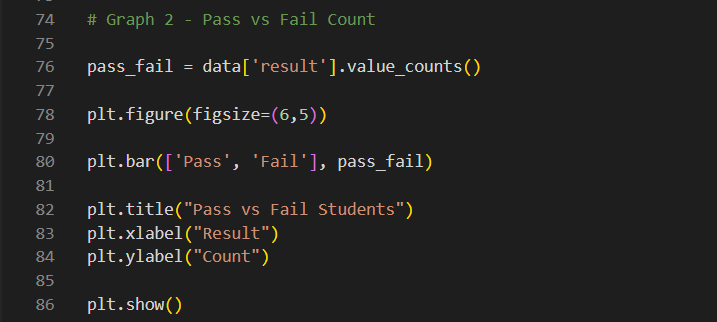 74 # Graph 2 - Pass vs Fail Count
75
76 pass_fail = data['result'].value_counts()
77
78 plt.figure(figsize=(6,5))
79
80 plt.bar(['Pass', 'Fail'], pass_fail)
81
82 plt.title("Pass vs Fail Students")
83 plt.xlabel("Result")
84 plt.ylabel("Count")
85
86 plt.show()